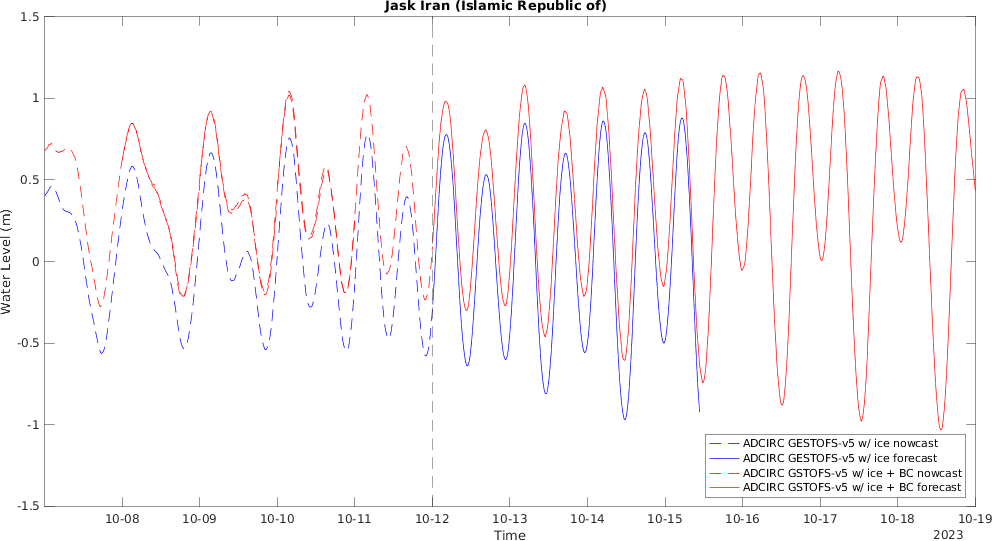 Jask Iran (Islamic Republic of)
1.5
1
0.5
0
-0.5
-1
-1.5
Water Level (m)
ADCIRC GESTOFS-v5 w/ ice nowcast
ADCIRC GESTOFS-v5 w/ ice forecast
ADCIRC GSTOFS-v5 w/ ice + BC nowcast
ADCIRC GSTOFS-v5 w/ ice + BC forecast
10-08 10-09 10-10 10-11 10-12 10-13 10-14 10-15 10-16 10-17 10-18 10-19
Time
2023